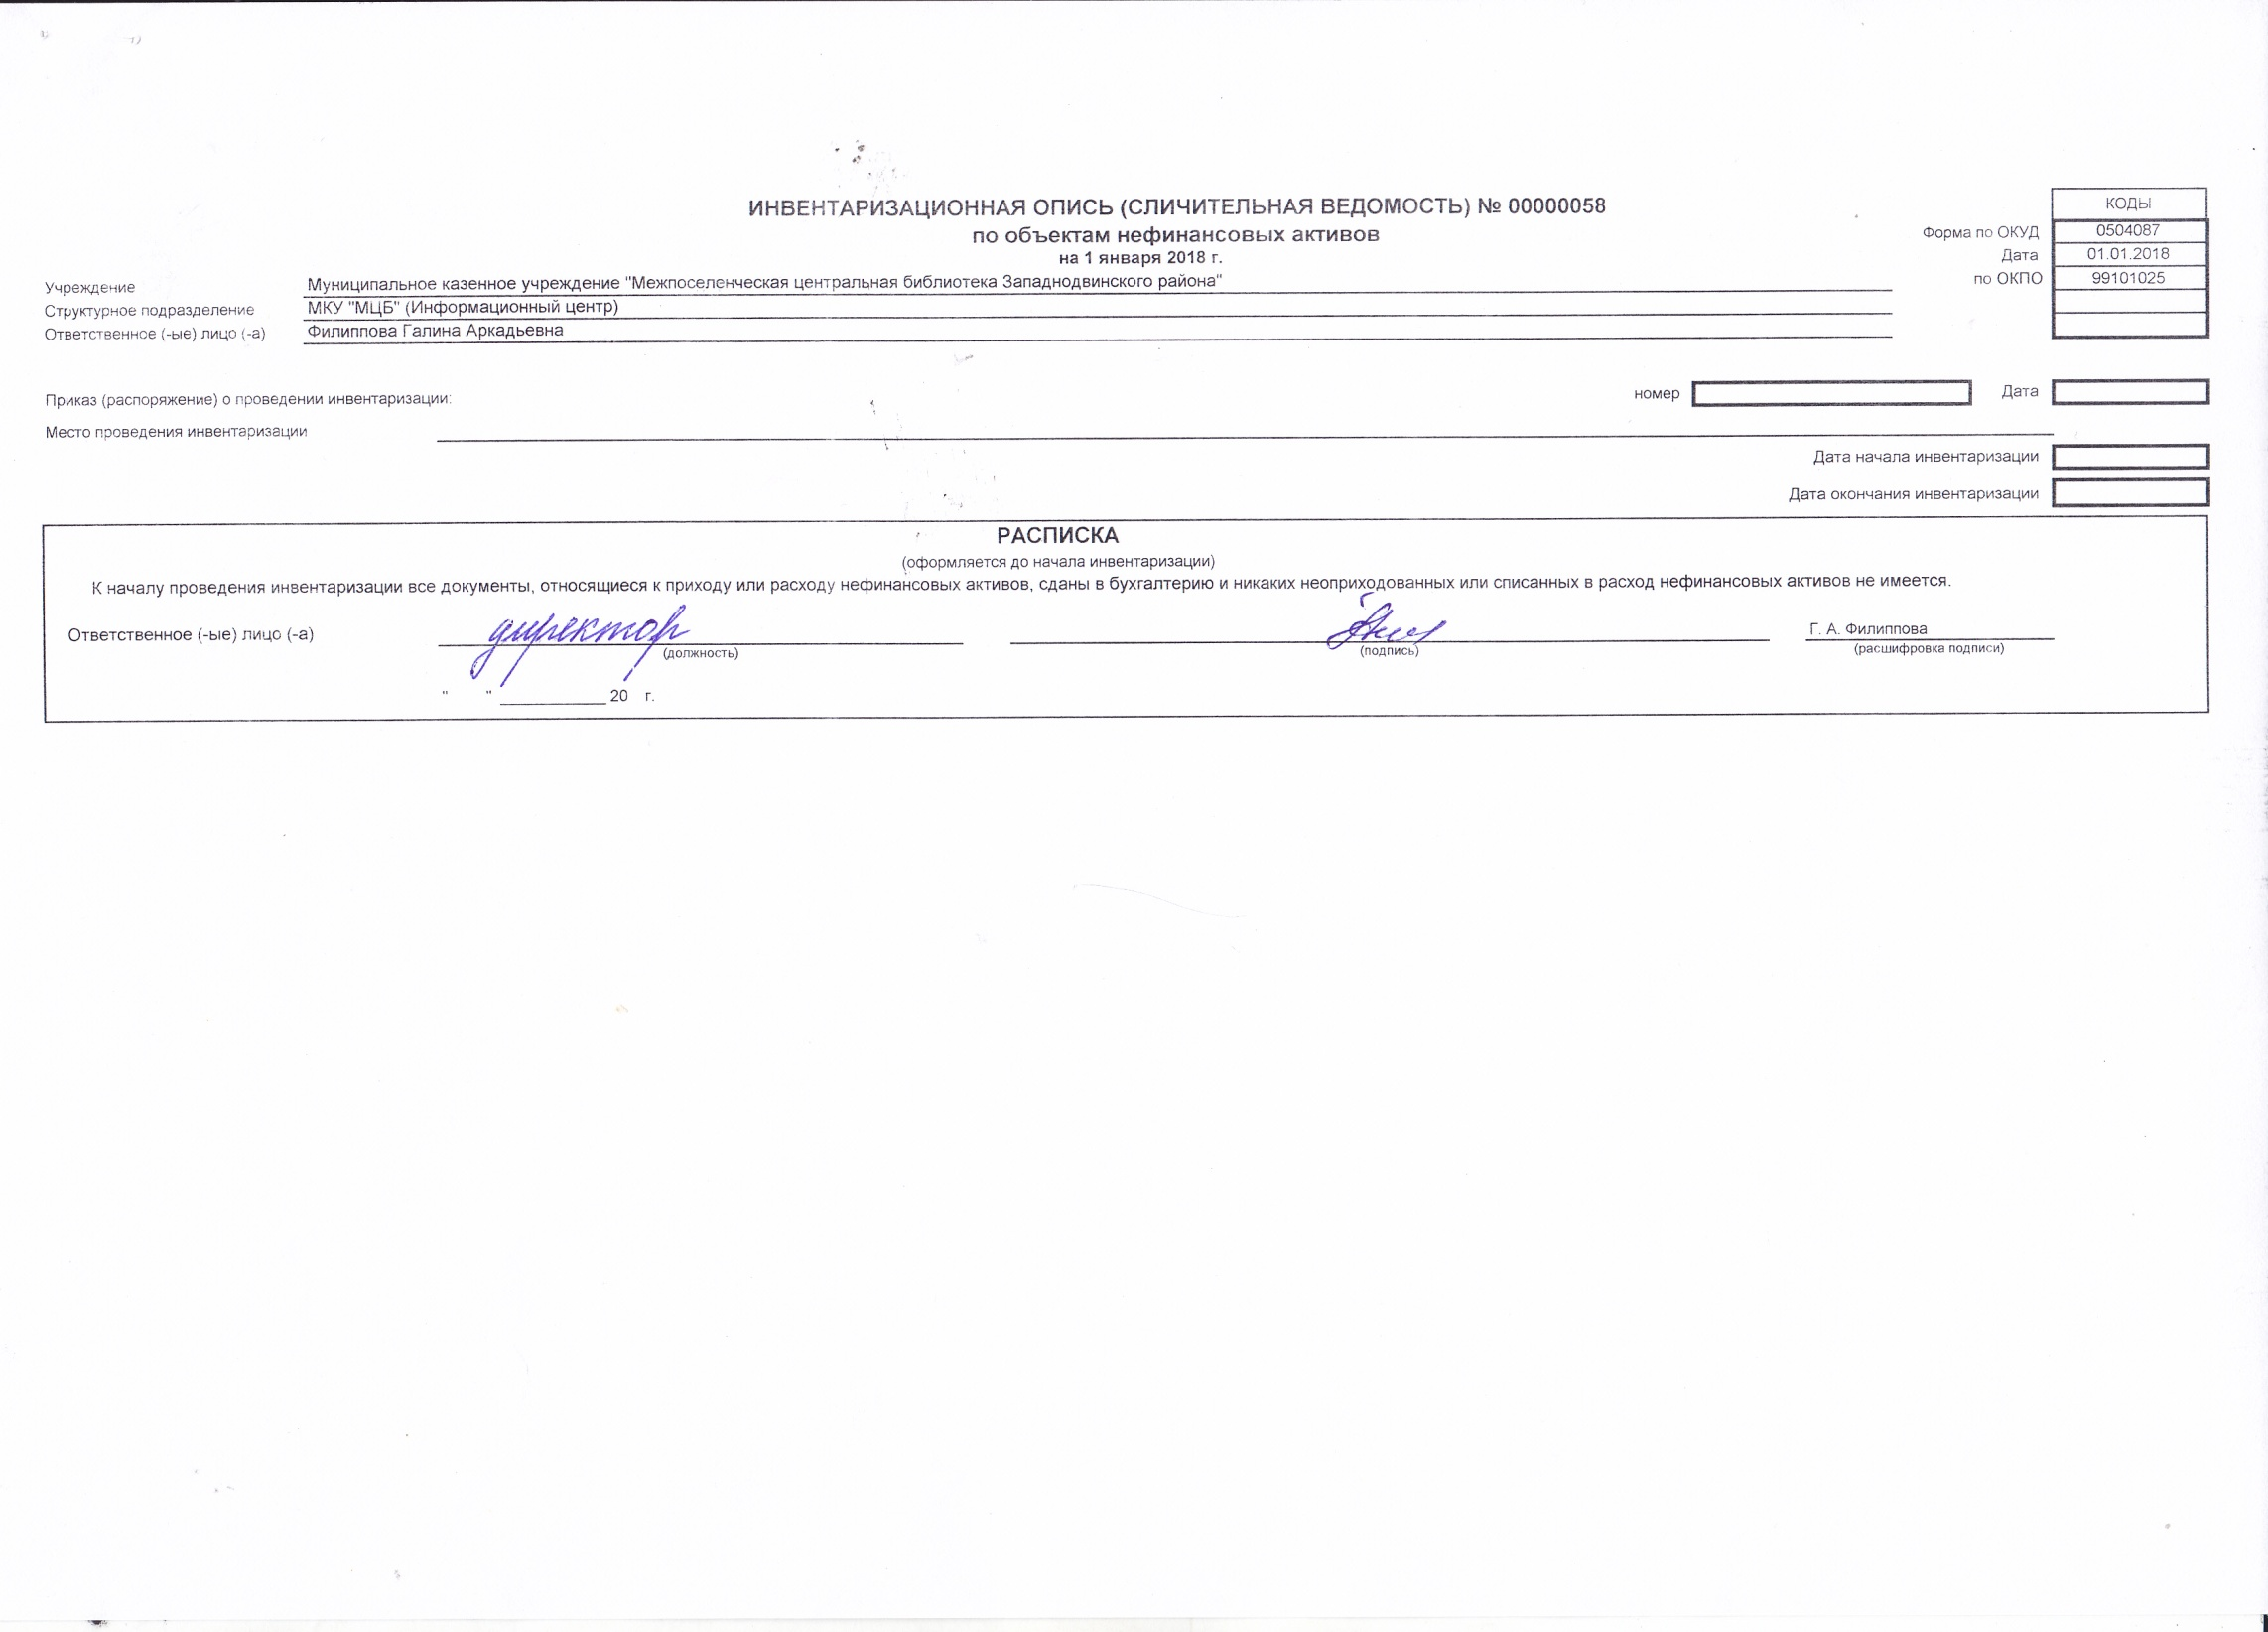 ИНВЕНТАРИЗАЦИОННАЯ ОПИСЬ (СЛИЧИТЕЛЬНАЯ ВЕДОМОСТЬ) № 00000058
по объектам нефинансовых активов
на 1 января 2018 г.
КОДЫ
Форма по ОКУД 0504087
Дата 01.01.2018
Учреждение Муниципальное казенное учреждение "Межпоселенческая центральная библиотека Западнодвинского района" по ОКПО 99101025
Структурное подразделение МКУ "МЦБ" (Информационный центр)
Ответственное (-ые) лицо (-а) Филиппова Галина Аркадьевна
Приказ (распоряжение) о проведении инвентаризации: номер Дата
Место проведения инвентаризации
Дата начала инвентаризации
Дата окончания инвентаризации
РАСПИСКА
(оформляется до начала инвентаризации)
К началу проведения инвентаризации все документы, относящиеся к приходу или расходу нефинансовых активов, сданы в бухгалтерию и никаких неоприходованных или списанных в расход нефинансовых активов не имеется.
Ответственное (-ые) лицо (-а) директор Г. А. Филиппова
(должность) (подпись) (расшифровка подписи)
" " ____________ 20 г.